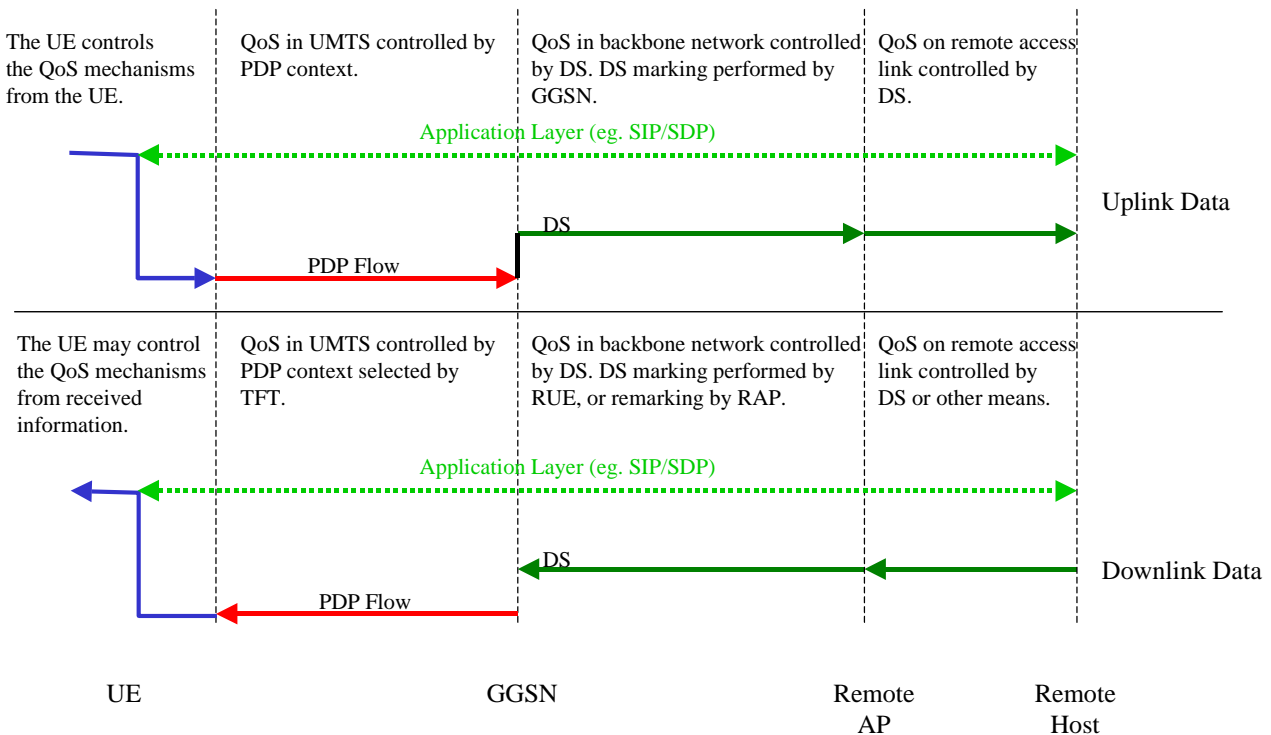 The UE controls
the QoS mechanisms
from the UE.
QoS in UMTS controlled by
PDP context.
QoS in backbone network controlled
by DS. DS marking performed by
GGSN.
QoS on remote access
link controlled by
DS.
Application Layer (eg. SIP/SDP)
Uplink Data
DS
PDP Flow
The UE may control
the QoS mechanisms
from received
information.
QoS in UMTS controlled by
PDP context selected by
TFT.
QoS in backbone network controlled
by DS. DS marking performed by
RUE, or remarking by RAP.
QoS on remote access
link controlled by
DS or other means.
Application Layer (eg. SIP/SDP)
DS
Downlink Data
PDP Flow
UE
GGSN
Remote
AP
Remote
Host